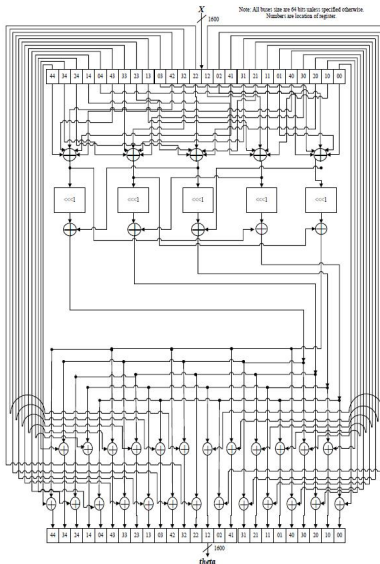 X
Note: All buses size are 64 bits unless specified otherwise.
Numbers are location of register.
1600
44 34 24 14 04 43 33 23 13 03 42 32 22 12 02 41 31 21 11 01 40 30 20 10 00
<<<1 <<<1 <<<1 <<<1 <<<1
44 34 24 14 04 43 33 23 13 03 42 32 22 12 02 41 31 21 11 01 40 30 20 10 00
1600
theta